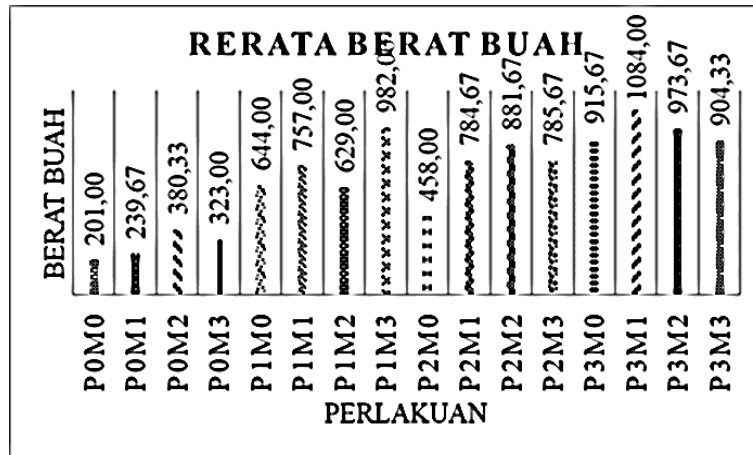 RERATA BERAT BUAH
BERAT BUAH
201,00
239,67
380,33
323,00
644,00
757,00
629,00
982,00
458,00
784,67
881,67
785,67
915,67
1084,00
973,67
904,33
P0M0
P0M1
P0M2
P0M3
P1M0
P1M1
P1M2
P1M3
P2M0
P2M1
P2M2
P2M3
P3M0
P3M1
P3M2
P3M3
PERLAKUAN